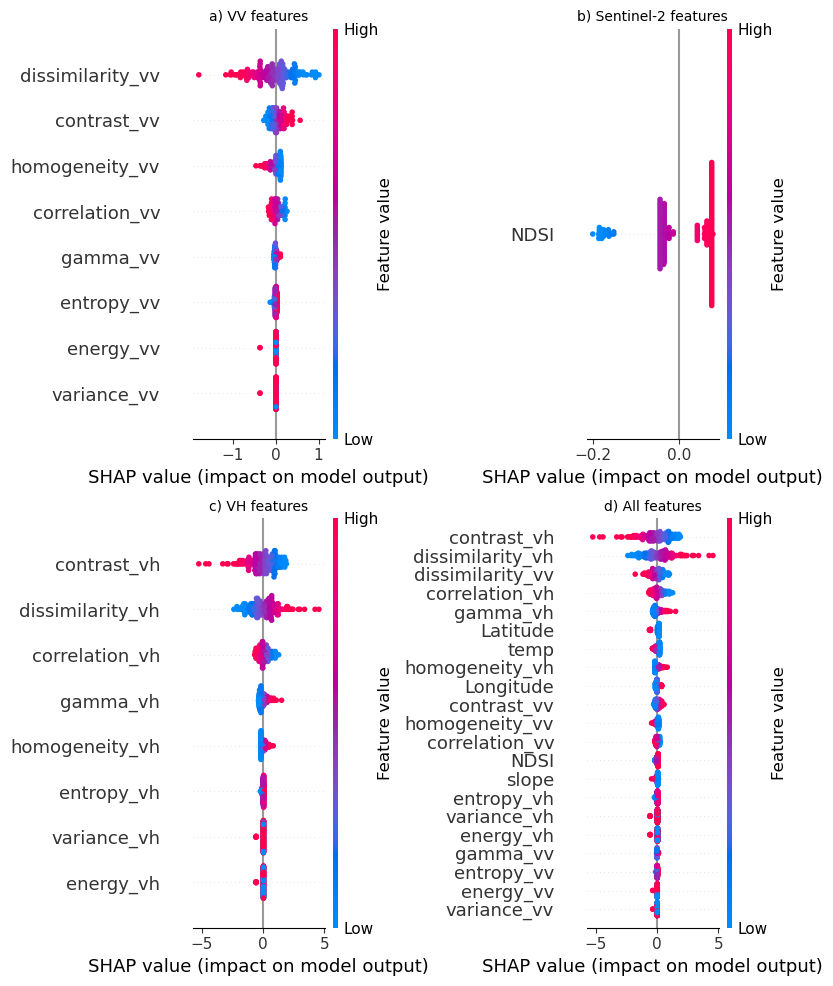 a) VV features
High
dissimilarity_vv
contrast_vv
homogeneity_vv
correlation_vv
gamma_vv
entropy_vv
energy_vv
variance_vv
Feature value
Low
−1 0 1
SHAP value (impact on model output)
b) Sentinel-2 features
High
NDSI
Feature value
Low
−0.2 0.0
SHAP value (impact on model output)
c) VH features
High
contrast_vh
dissimilarity_vh
correlation_vh
gamma_vh
homogeneity_vh
entropy_vh
variance_vh
energy_vh
Feature value
Low
−5 0 5
SHAP value (impact on model output)
d) All features
High
contrast_vh
dissimilarity_vh
dissimilarity_vv
correlation_vh
gamma_vh
Latitude
temp
homogeneity_vh
Longitude
contrast_vv
homogeneity_vv
correlation_vv
NDSI
slope
entropy_vh
variance_vh
energy_vh
gamma_vv
entropy_vv
energy_vv
variance_vv
Feature value
Low
−5 0 5
SHAP value (impact on model output)